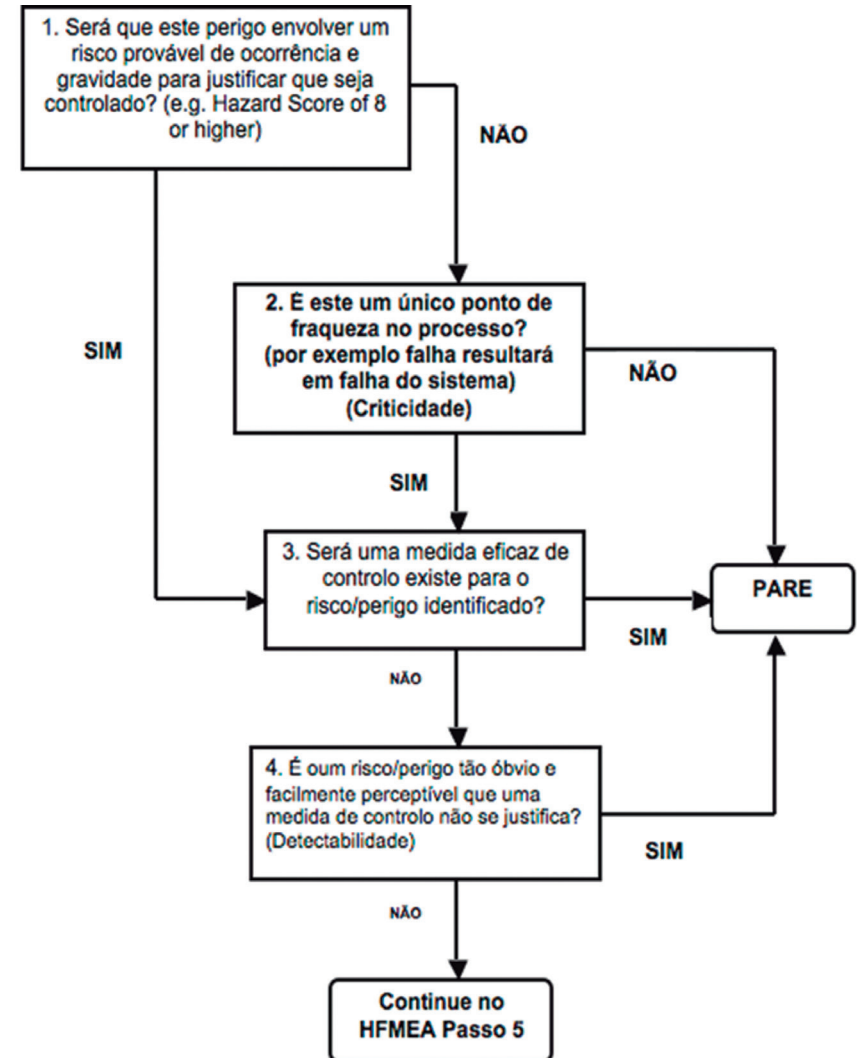 1. Será que este perigo envolver um
risco provável de ocorrência e
gravidade para justificar que seja
controlado? (e.g. Hazard Score of 8
or higher)
NÃO
SIM
2. É este um único ponto de
fraqueza no processo?
(por exemplo falha resultará
em falha do sistema)
(Criticidade)
NÃO
SIM
3. Será uma medida eficaz de
controlo existe para o
risco/perigo identificado?
PARE
SIM
NÃO
4. É oum risco/perigo tão óbvio e
facilmente perceptível que uma
medida de controlo não se justifica?
(Detectabilidade)
SIM
NÃO
Continue no
HFMEA Passo 5